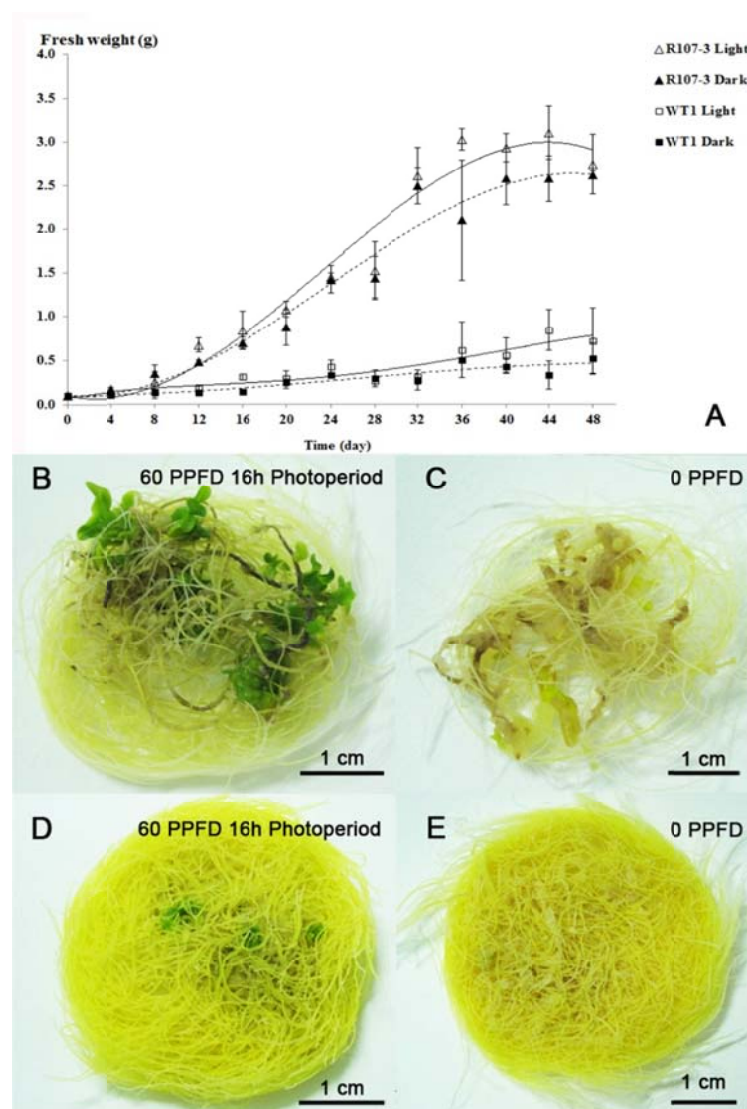 Fresh weight (g)
4.0
3.5
3.0
2.5
2.0
1.5
1.0
0.5
0.0
0 4 8 12 16 20 24 28 32 36 40 44 48
Time (day)
R107-3 Light
R107-3 Dark
WT1 Light
WT1 Dark
A
B 60 PPFD 16h Photoperiod
1 cm
C 0 PPFD
1 cm
D 60 PPFD 16h Photoperiod
1 cm
E 0 PPFD
1 cm